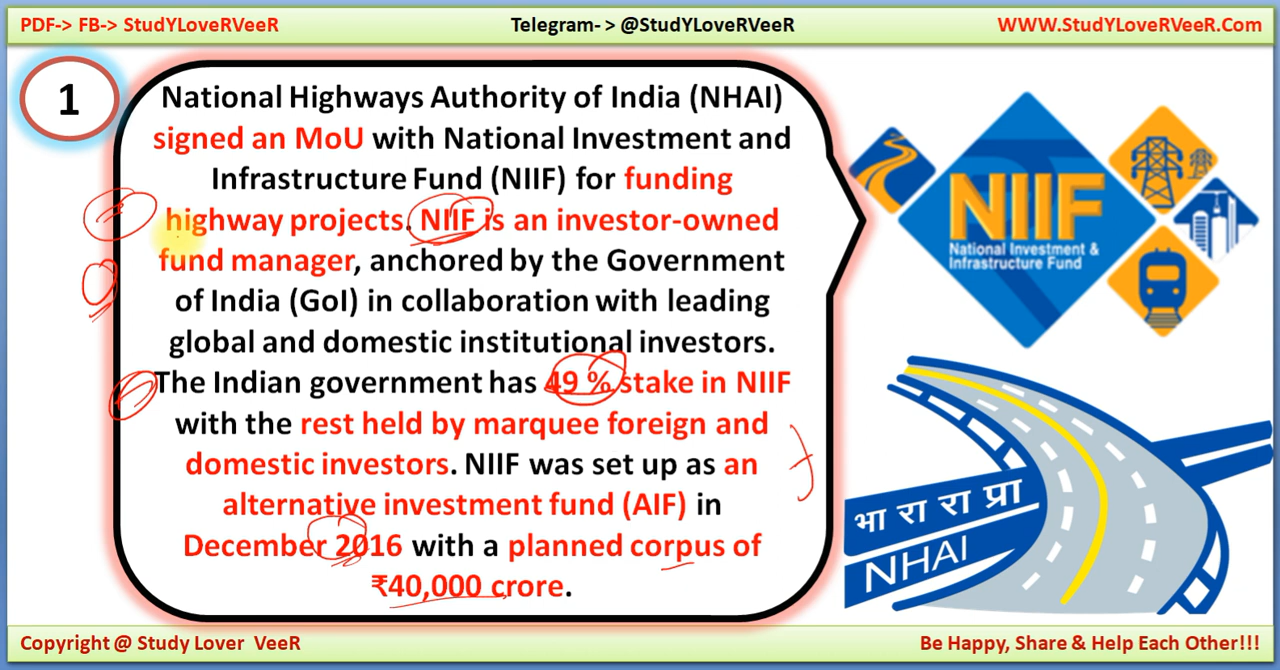 PDF-> FB-> StudYLoveRVeeR
Telegram- > @StudYLoveRVeeR
WWW.StudYLoveRVeeR.Com
1
National Highways Authority of India (NHAI)
signed an MoU with National Investment and
Infrastructure Fund (NIIF) for funding
highway projects. NIIF is an investor-owned
fund manager, anchored by the Government
of India (GoI) in collaboration with leading
global and domestic institutional investors.
The Indian government has 49 % stake in NIIF
with the rest held by marquee foreign and
domestic investors. NIIF was set up as an
alternative investment fund (AIF) in
December 2016 with a planned corpus of
₹40,000 crore.
NIIF
National Investment &
Infrastructure Fund
भा रा रा प्रा
NHAI
Copyright @ Study Lover VeeR
Be Happy, Share & Help Each Other!!!